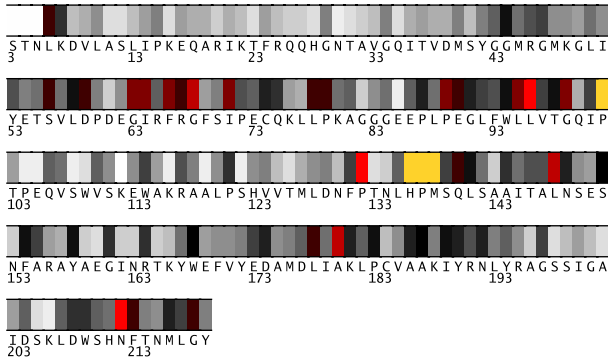 STNLKDVLASLIPKEQARIKTFRQQHGNTAVGQITVDMSYGGMRGMKGLI
3 13 23 33 43
YETSVLDPDEGIRFRGFSIPECQKLLPKAGGGEEPLPEGLFWLLVTGQIP
53 63 73 83 93
TPEQVSWVSKEWAKRAALPSHVVTMLDNFPTNLHPMSQLSAAITALNSES
103 113 123 133 143
NFARAYAEGINRTKYWEFVYEDAMDLIAKLPCVAAKIYRNLYRAGSSIGA
153 163 173 183 193
IDSKLDWSHNFTNMLGY
203 213